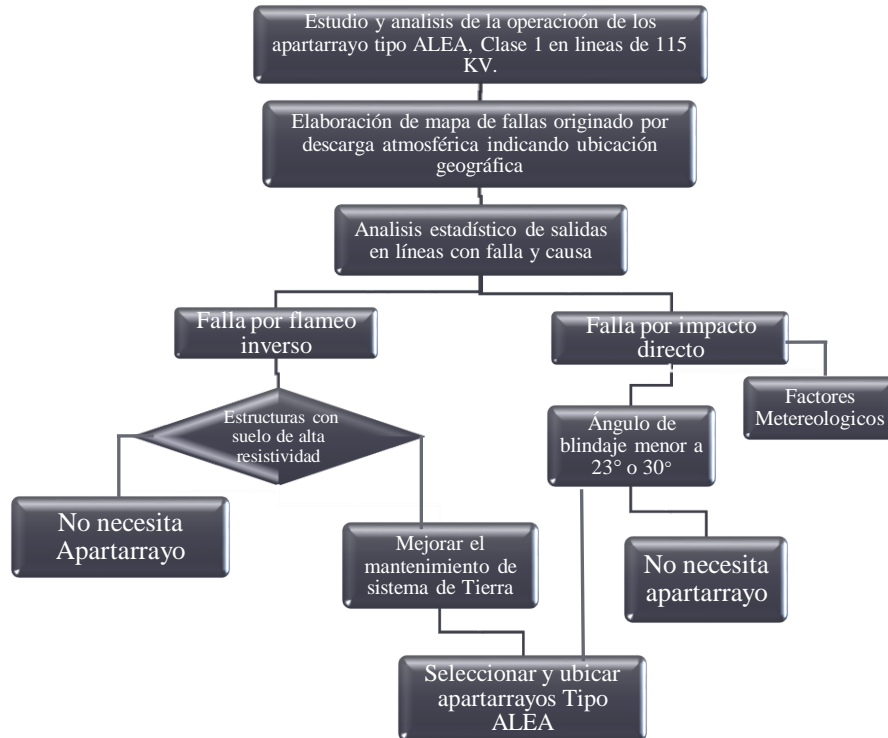 Estudio y analisis de la operacioón de los
apartarrayo tipo ALEA, Clase 1 en lineas de 115
KV.
Elaboración de mapa de fallas originado por
descarga atmosférica indicando ubicación
geográfica
Analisis estadístico de salidas
en líneas con falla y causa
Falla por flameo
inverso
Falla por impacto
directo
Factores
Metereologicos
Estructuras con
suelo de alta
resistividad
Ángulo de
blindaje menor a
23° o 30°
No necesita
Apartarrayo
Mejorar el
mantenimiento de
sistema de Tierra
No necesita
apartarrayo
Seleccionar y ubicar
apartarrayos Tipo
ALEA